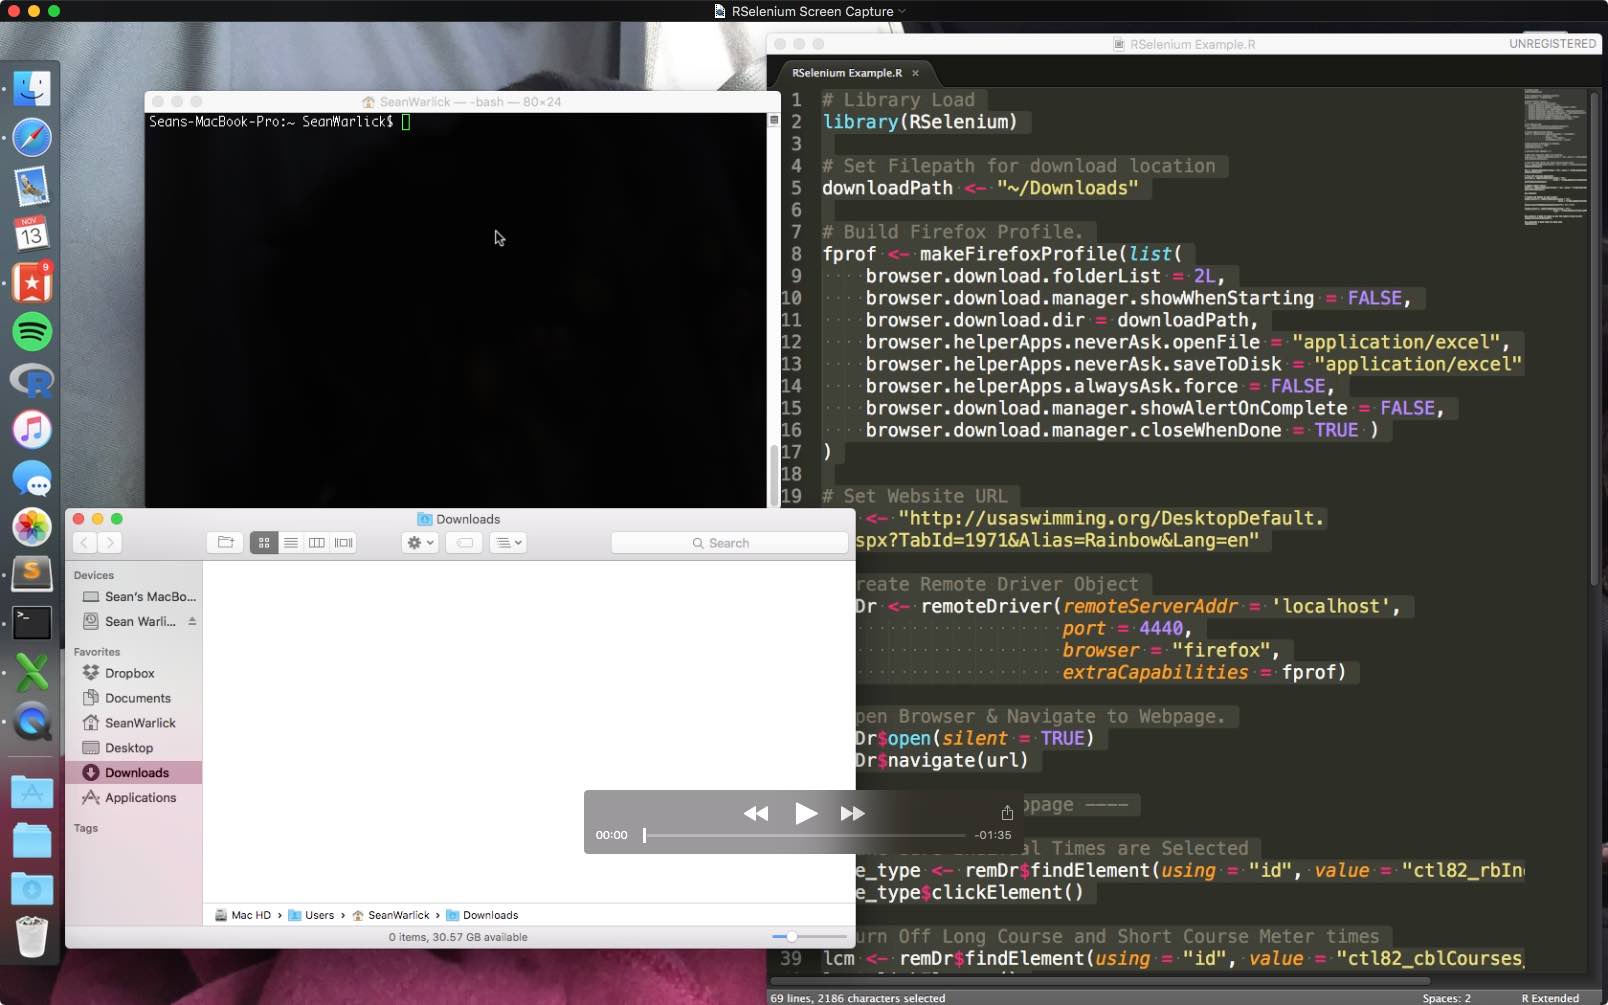 RSelenium Screen Capture
RSelenium Example.R
UNREGISTERED
RSelenium Example.R ×
SeanWarlick — -bash — 80×24
Seans-MacBook-Pro:~ SeanWarlick$
NOV
13
9
1 # Library Load
2 library(RSelenium)
3
4 # Set Filepath for download location
5 downloadPath <- "~/Downloads"
6
7 # Build Firefox Profile.
8 fprof <- makeFirefoxProfile(list(
9 browser.download.folderList = 2L,
10 browser.download.manager.showWhenStarting = FALSE,
11 browser.download.dir = downloadPath,
12 browser.helperApps.neverAsk.openFile = "application/excel",
13 browser.helperApps.neverAsk.saveToDisk = "application/excel"
14 browser.helperApps.alwaysAsk.force = FALSE,
15 browser.download.manager.showAlertOnComplete = FALSE,
16 browser.download.manager.closeWhenDone = TRUE )
17 )
18
19 # Set Website URL
<- "http://usaswimming.org/DesktopDefault.
spx?TabId=1971&Alias=Rainbow&Lang=en"
reate Remote Driver Object
Dr <- remoteDriver(remoteServerAddr = 'localhost',
port = 4440,
browser = "firefox",
extraCapabilities = fprof)
pen Browser & Navigate to Webpage.
Dr$open(silent = TRUE)
Dr$navigate(url)
page ----
al Times are Selected
e_type <- remDr$findElement(using = "id", value = "ctl82_rbIn
e_type$clickElement()
urn Off Long Course and Short Course Meter times
39 lcm <- remDr$findElement(using = "id", value = "ctl82_cblCourses_
69 lines, 2186 characters selected
Spaces: 2
R Extended
Downloads
Search
Devices
Sean's MacBo...
Sean Warli...
Favorites
Dropbox
Documents
SeanWarlick
Desktop
Downloads
Applications
Tags
Mac HD › Users › SeanWarlick › Downloads
0 items, 30.57 GB available
00:00
-01:35